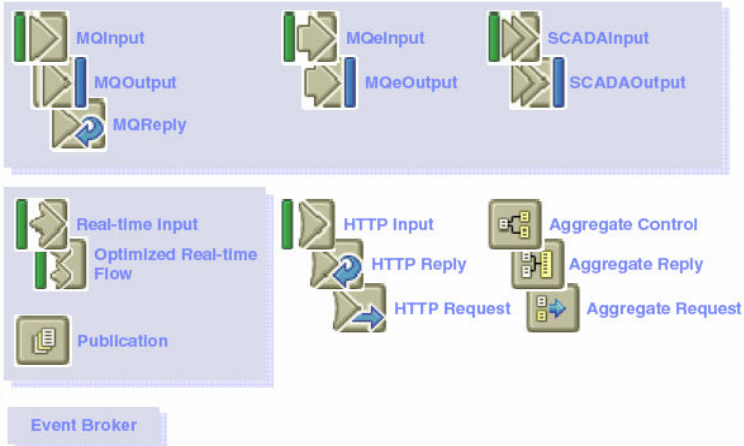 MQInput
MQeInput
SCADAInput
MQOutput
MQeOutput
SCADAOutput
MQReply
Real-time Input
HTTP Input
Aggregate Control
Optimized Real-time
Flow
HTTP Reply
Aggregate Reply
HTTP Request
Aggregate Request
Publication
Event Broker